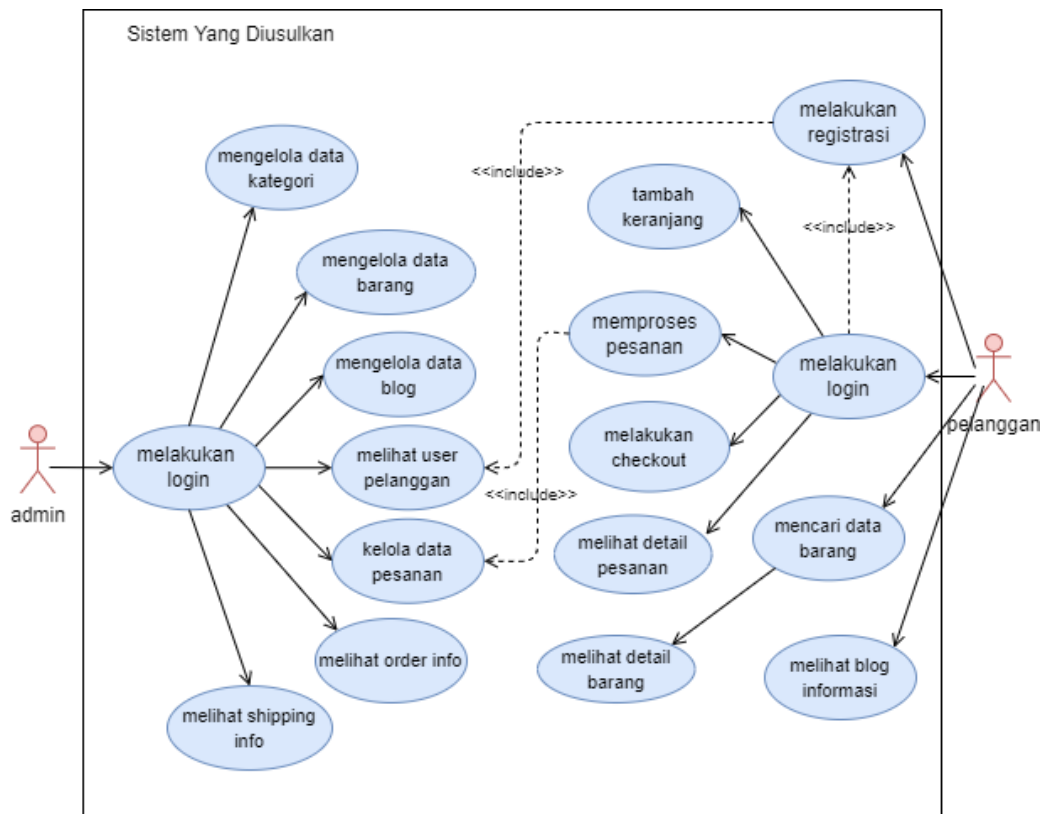 Sistem Yang Diusulkan
melakukan
registrasi
mengelola data
kategori
<<include>>
tambah
keranjang
<<include>>
mengelola data
barang
memproses
pesanan
mengelola data
blog
melakukan
login
pelanggan
melakukan
login
admin
melihat user
pelanggan
melakukan
checkout
<<include>>
kelola data
pesanan
melihat detail
pesanan
mencari data
barang
melihat order info
melihat detail
barang
melihat blog
informasi
melihat shipping
info